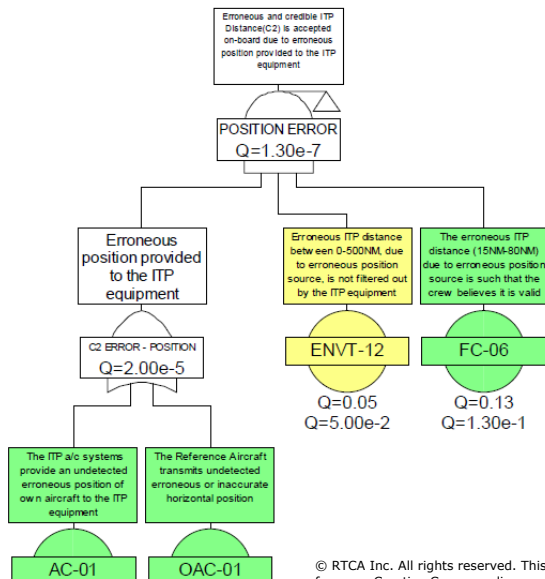 Erroneous and credible ITP
Distance(C2) is accepted
on-board due to erroneous
position provided to the ITP
equipment
POSITION ERROR
Q=1.30e-7
Erroneous
position provided
to the ITP
equipment
C2 ERROR - POSITION
Q=2.00e-5
Erroneous ITP distance
between 0-500NM, due
to erroneous position
source, is not filtered out
by the ITP equipment
ENVT-12
Q=0.05
Q=5.00e-2
The erroneous ITP
distance (15NM-80NM)
due to erroneous position
source is such that the
crew believes it is valid
FC-06
Q=0.13
Q=1.30e-1
The ITP a/c systems
provide an undetected
erroneous position of
own aircraft to the ITP
equipment
AC-01
The Reference Aircraft
transmits undetected
erroneous or inaccurate
horizontal position
OAC-01
© RTCA Inc. All rights reserved. This